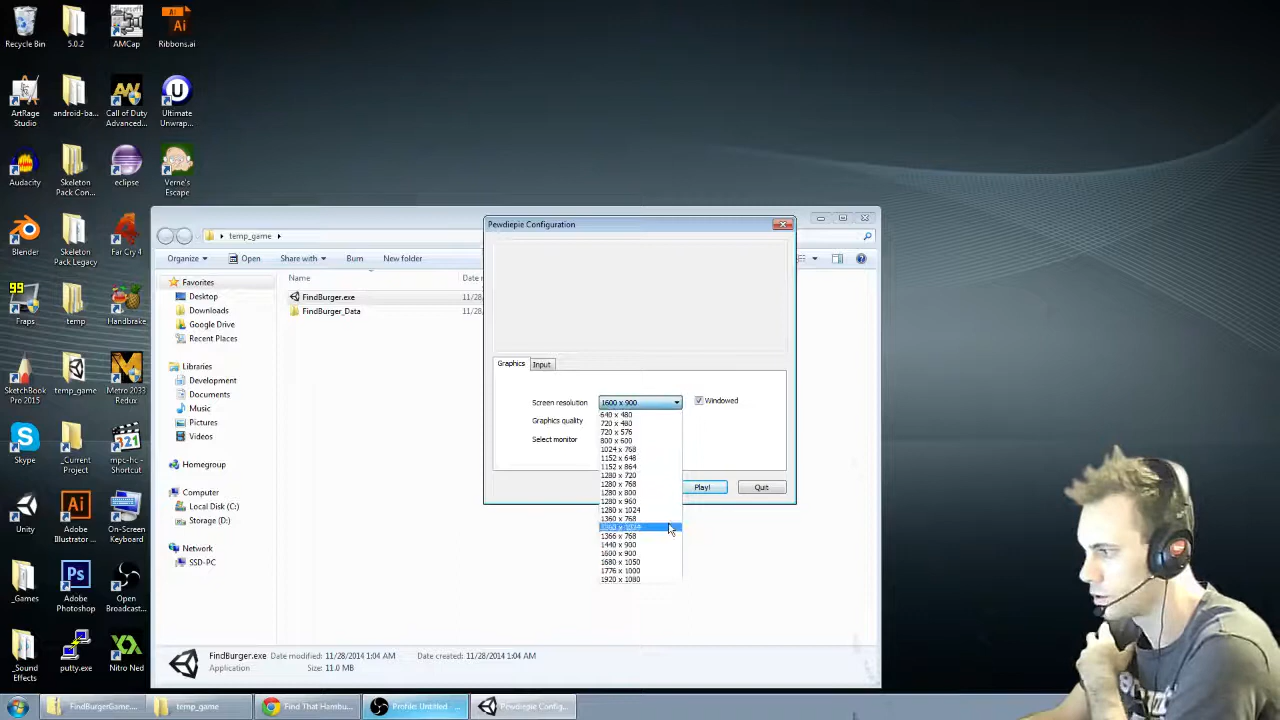 Recycle Bin
5.0.2
AMCap
Ribbons.ai
ArtRage Studio
android-ba...
Call of Duty Advanced...
Ultimate Unwrap...
Audacity
Skeleton Pack Con...
eclipse
Verne's Escape
Blender
Skeleton Pack Legacy
Far Cry 4
99
Fraps
temp
Handbrake
SketchBook Pro 2015
temp_game
Metro 2033 Redux
Skype
_Current Project
mpc-hc - Shortcut
Unity
Adobe Illustrator ...
On-Screen Keyboard
_Games
Adobe Photoshop
Open Broadcast...
_Sound Effects
putty.exe
Nitro Ned
temp_game
Organize
Open
Share with
Burn
New folder
Name
Date
Favorites
Desktop
Downloads
Google Drive
Recent Places
Libraries
Development
Documents
Music
Pictures
Videos
Homegroup
Computer
Local Disk (C:)
Storage (D:)
Network
SSD-PC
FindBurger.exe
11/28/
FindBurger_Data
11/28/
Pewdiepie Configuration
Graphics
Input
Screen resolution
1600 x 900
Windowed
Graphics quality
Select monitor
640 x 480
720 x 480
720 x 576
800 x 600
1024 x 768
1152 x 648
1152 x 864
1280 x 720
1280 x 768
1280 x 800
1280 x 960
1280 x 1024
1360 x 768
1366 x 768
1440 x 900
1600 x 900
1680 x 1050
1776 x 1000
1920 x 1080
Play!
Quit
FindBurger.exe
Date modified: 11/28/2014 1:04 AM
Date created: 11/28/2014 1:04 AM
Application
Size: 11.0 MB
FindBurgerGame....
temp_game
Find That Hambu...
Profile: Untitled - ...
Pewdiepie Config...